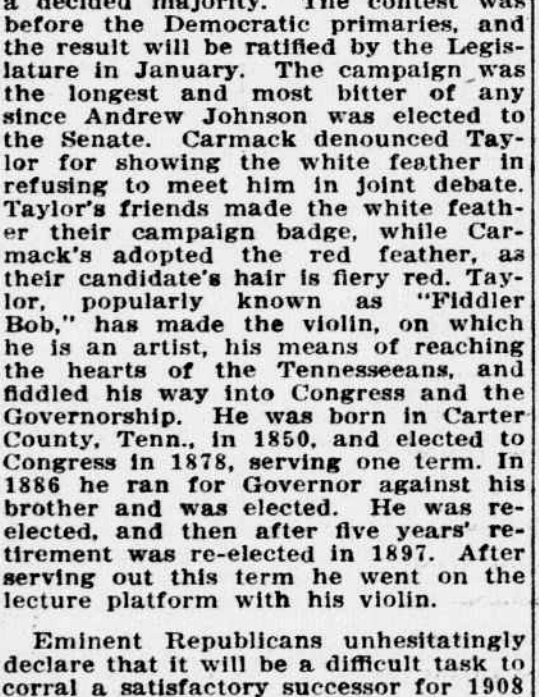 a decided majority. The contest was
before the Democratic primaries, and
the result will be ratified by the Legis-
lature in January. The campaign was
the longest and most bitter of any
since Andrew Johnson was elected to
the Senate. Carmack denounced Tay-
lor for showing the white feather in
refusing to meet him in joint debate.
Taylor's friends made the white feath-
er their campaign badge, while Car-
mack's adopted the red feather, as
their candidate's hair is fiery red. Tay-
lor, popularly known as "Fiddler
Bob," has made the violin, on which
he is an artist, his means of reaching
the hearts of the Tennesseeans, and
fiddled his way into Congress and the
Governorship. He was born in Carter
County, Tenn., in 1850, and elected to
Congress in 1878, serving one term. In
1886 he ran for Governor against his
brother and was elected. He was re-
elected, and then after five years' re-
tirement was re-elected in 1897. After
serving out this term he went on the
lecture platform with his violin.
Eminent Republicans unhesitatingly
declare that it will be a difficult task to
corral a satisfactory successor for 1908